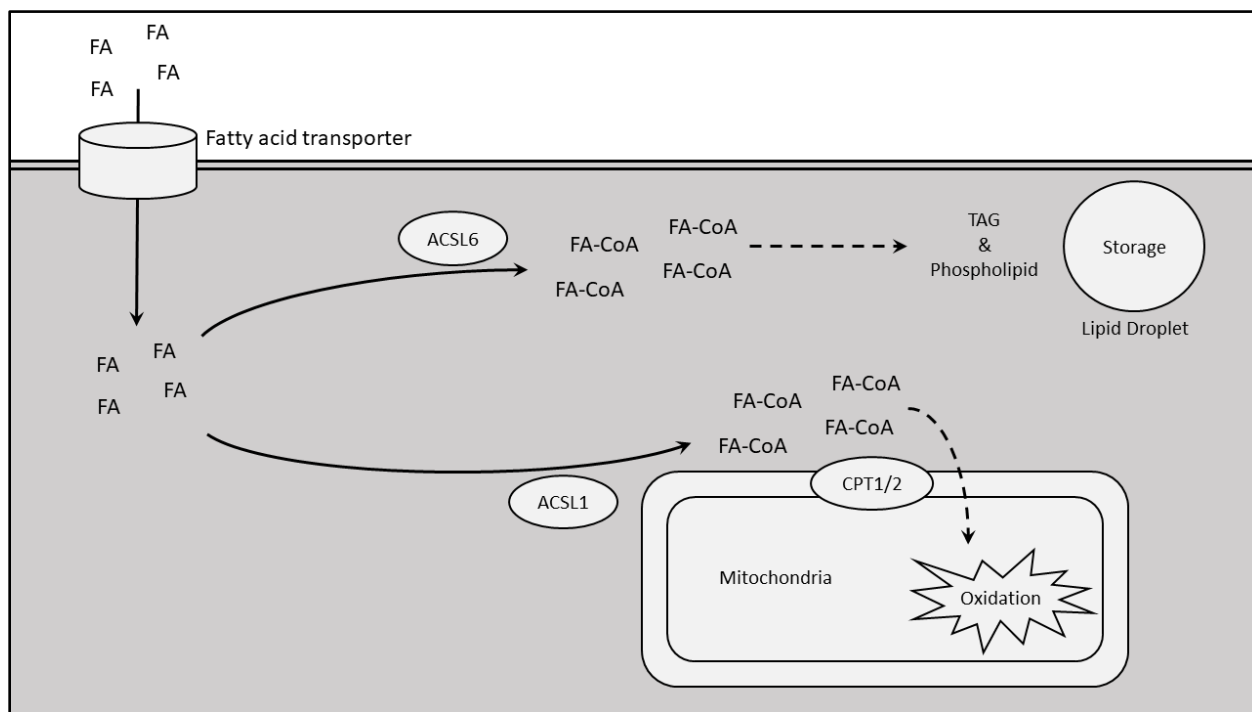 FA
FA
FA
FA
Fatty acid transporter
ACSL6
FA-CoA
FA-CoA
FA-CoA
FA-CoA
TAG
&
Phospholipid
Storage
Lipid Droplet
FA
FA
FA
FA
ACSL1
FA-CoA
FA-CoA
FA-CoA
FA-CoA
CPT1/2
Mitochondria
Oxidation